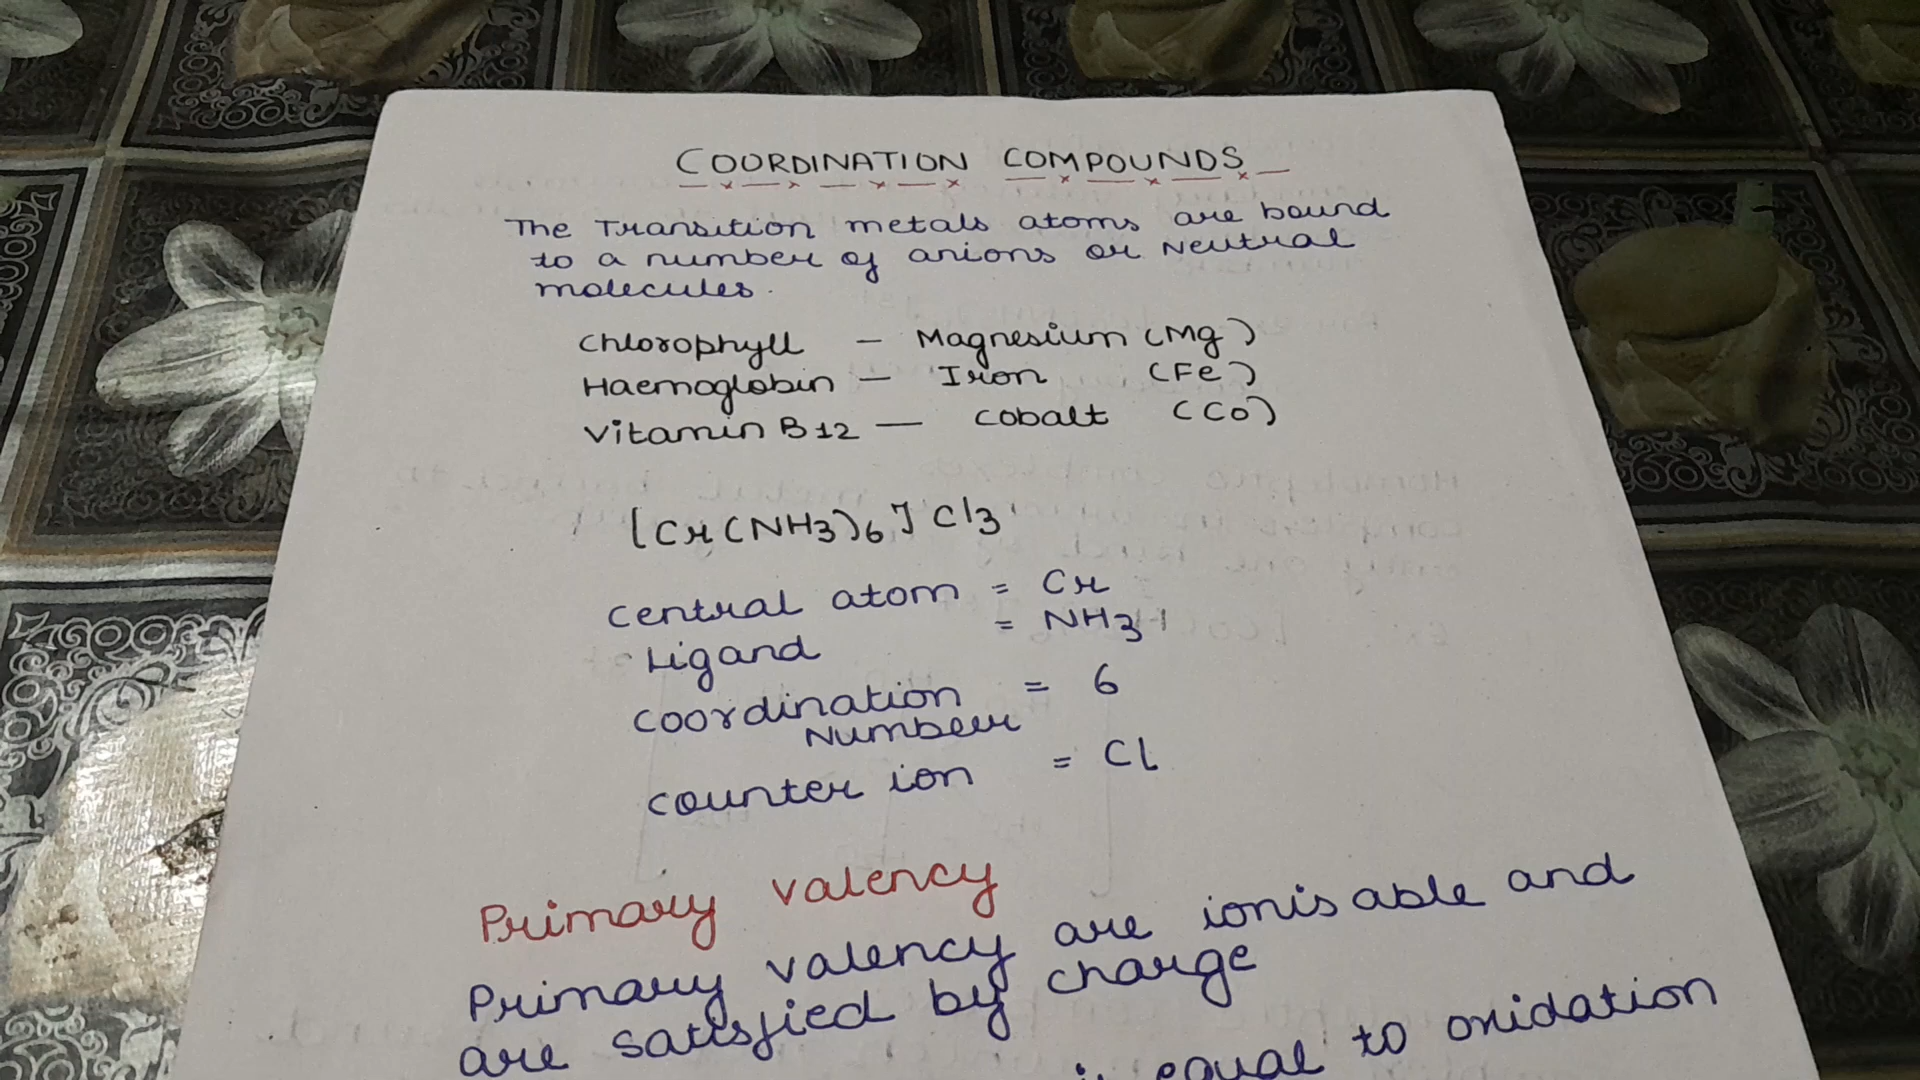 COORDINATION COMPOUNDS
The Transition metals atoms are bound
to a number of anions or Neutral
molecules.
Chlorophyll – Magnesium (Mg)
Haemoglobin – Iron (Fe)
Vitamin B12 – Cobalt (Co)
[Cr(NH3)6]Cl3
central atom = Cr
Ligand = NH3
coordination = 6
Number
counter ion = Cl
Primary valency
Primary valency are ionisable and
are satisfied by charge
equal to oxidation